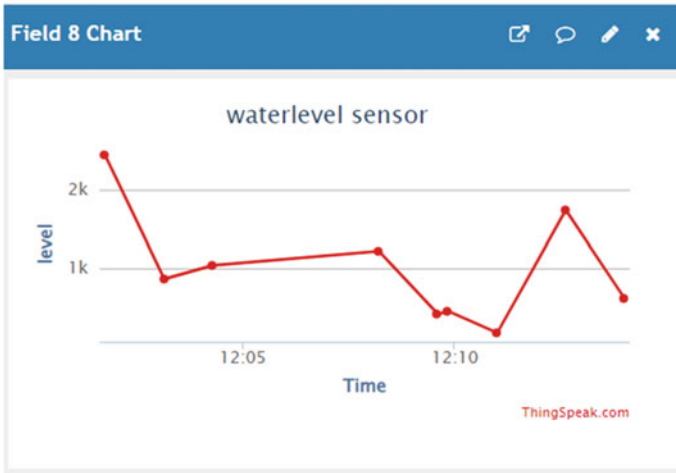 Field 8 Chart
waterlevel sensor
2k
level
1k
12:05 12:10
Time
ThingSpeak.com